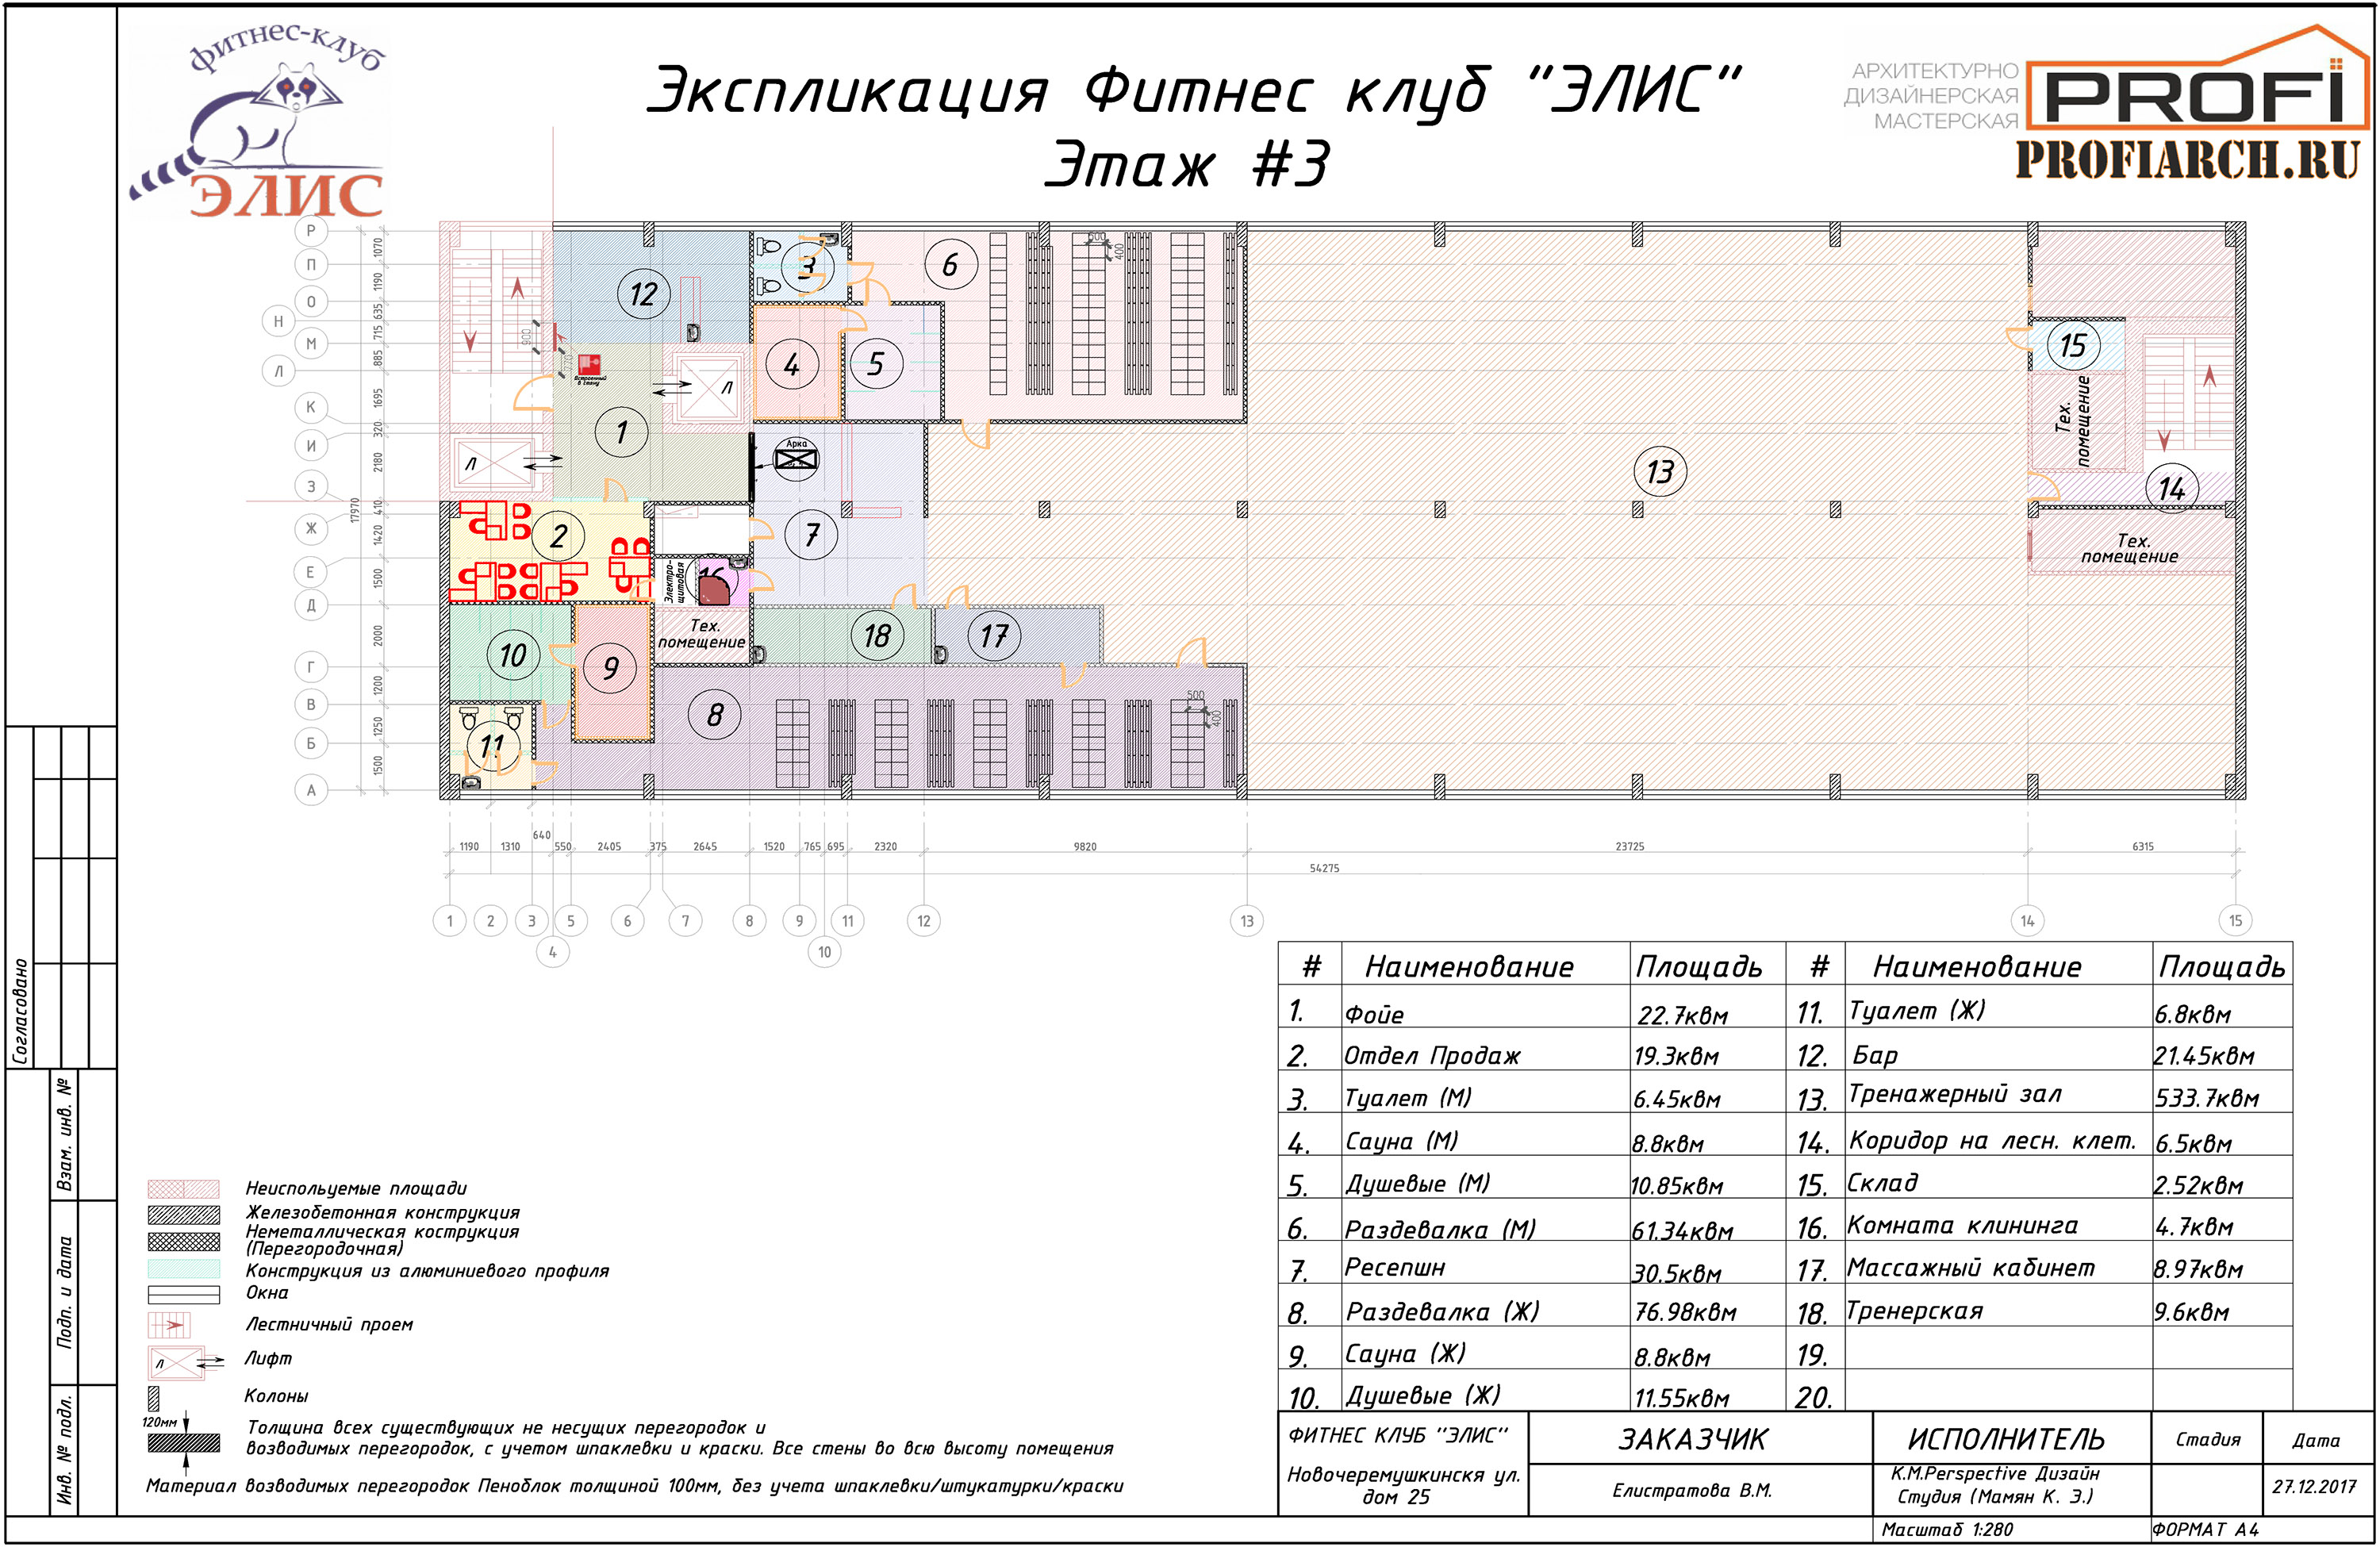 фитнес-клуб
ЭЛИС
Экспликация Фитнес клуб "ЭЛИС"
Этаж #3
АРХИТЕКТУРНО
ДИЗАЙНЕРСКАЯ
МАСТЕРСКАЯ
PROFI
PROFIARCH.RU
Р
П
О
Н
М
Л
К
И
З
Ж
Е
Д
Г
В
Б
А
1070
1190
635
715
885
1695
320
2180
410
1420
1500
2000
1200
1250
1500
17970
12
3
6
500
400
900
770
Встроенный
в стену
4
5
Л
1
Л
Арка
13
15
Тех.
помещение
14
Тех.
помещение
2
7
Электро-
щитовая
16
Тех.
помещение
10
9
18
17
8
11
500
400
1190
1310
640
550
2405
375
2645
1520
765
695
2320
9820
23725
6315
54275
1
2
3
4
5
6
7
8
9
10
11
12
13
14
15
# Наименование Площадь # Наименование Площадь
1. Фойе 22.7квм 11. Туалет (Ж) 6.8квм
2. Отдел Продаж 19.3квм 12. Бар 21.45квм
3. Туалет (М) 6.45квм 13. Тренажерный зал 533.7квм
4. Сауна (М) 8.8квм 14. Коридор на лесн. клет. 6.5квм
5. Душевые (М) 10.85квм 15. Склад 2.52квм
6. Раздевалка (М) 61.34квм 16. Комната клининга 4.7квм
7. Ресепшн 30.5квм 17. Массажный кабинет 8.97квм
8. Раздевалка (Ж) 76.98квм 18. Тренерская 9.6квм
9. Сауна (Ж) 8.8квм 19.
10. Душевые (Ж) 11.55квм 20.
Неиспользуемые площади
Железобетонная конструкция
Неметаллическая кострукция
(Перегородочная)
Конструкция из алюминиевого профиля
Окна
Лестничный проем
Л
Лифт
Колоны
120мм
Толщина всех существующих не несущих перегородок и
возводимых перегородок, с учетом шпаклевки и краски. Все стены во всю высоту помещения
Материал возводимых перегородок Пеноблок толщиной 100мм, без учета шпаклевки/штукатурки/краски
Согласовано
Взам. инв. №
Подп. и дата
Инв. № подл.
ФИТНЕС КЛУБ "ЭЛИС"
Новочеремушкинскя ул.
дом 25
ЗАКАЗЧИК
Елистратова В.М.
ИСПОЛНИТЕЛЬ
K.M.Perspective Дизайн
Студия (Мамян К. Э.)
Стадия
Дата
27.12.2017
Масштаб 1:280
ФОРМАТ А4